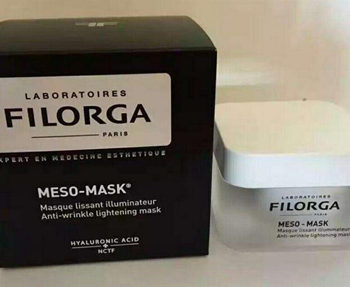 LABORATOIRES
FILORGA
PARIS
EXPERT EN MEDECINE ESTHETIQUE
MESO-MASK®
Masque lissant illuminateur
Anti-wrinkle lightening mask
HYALURONIC ACID
+
NCTF
LABORATOIRES
FILORGA
PARIS
MESO-MASK
Masque lissant illuminateur
Anti-wrinkle lightening mask